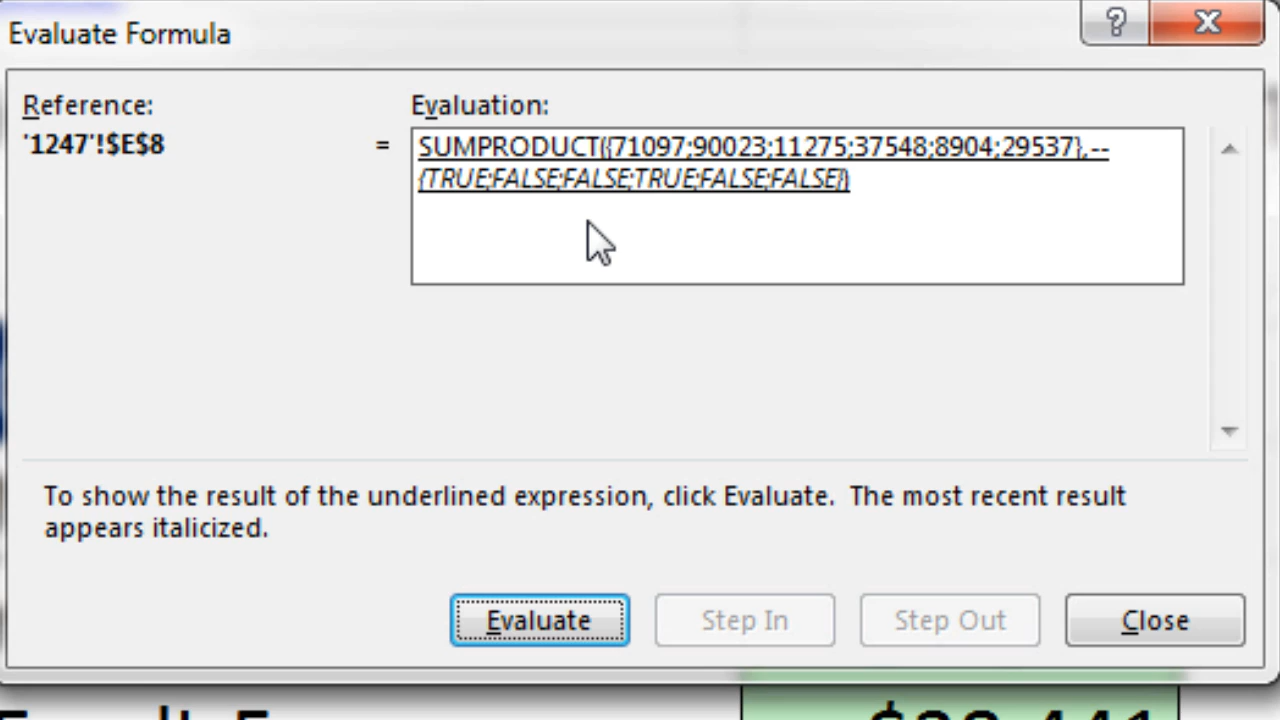 Evaluate Formula
Reference:
Evaluation:
'1247'!$E$8
=
SUMPRODUCT({71097;90023;11275;37548;8904;29537},--
{TRUE;FALSE;FALSE;TRUE;FALSE;FALSE})
To show the result of the underlined expression, click Evaluate. The most recent result
appears italicized.
Evaluate
Step In
Step Out
Close